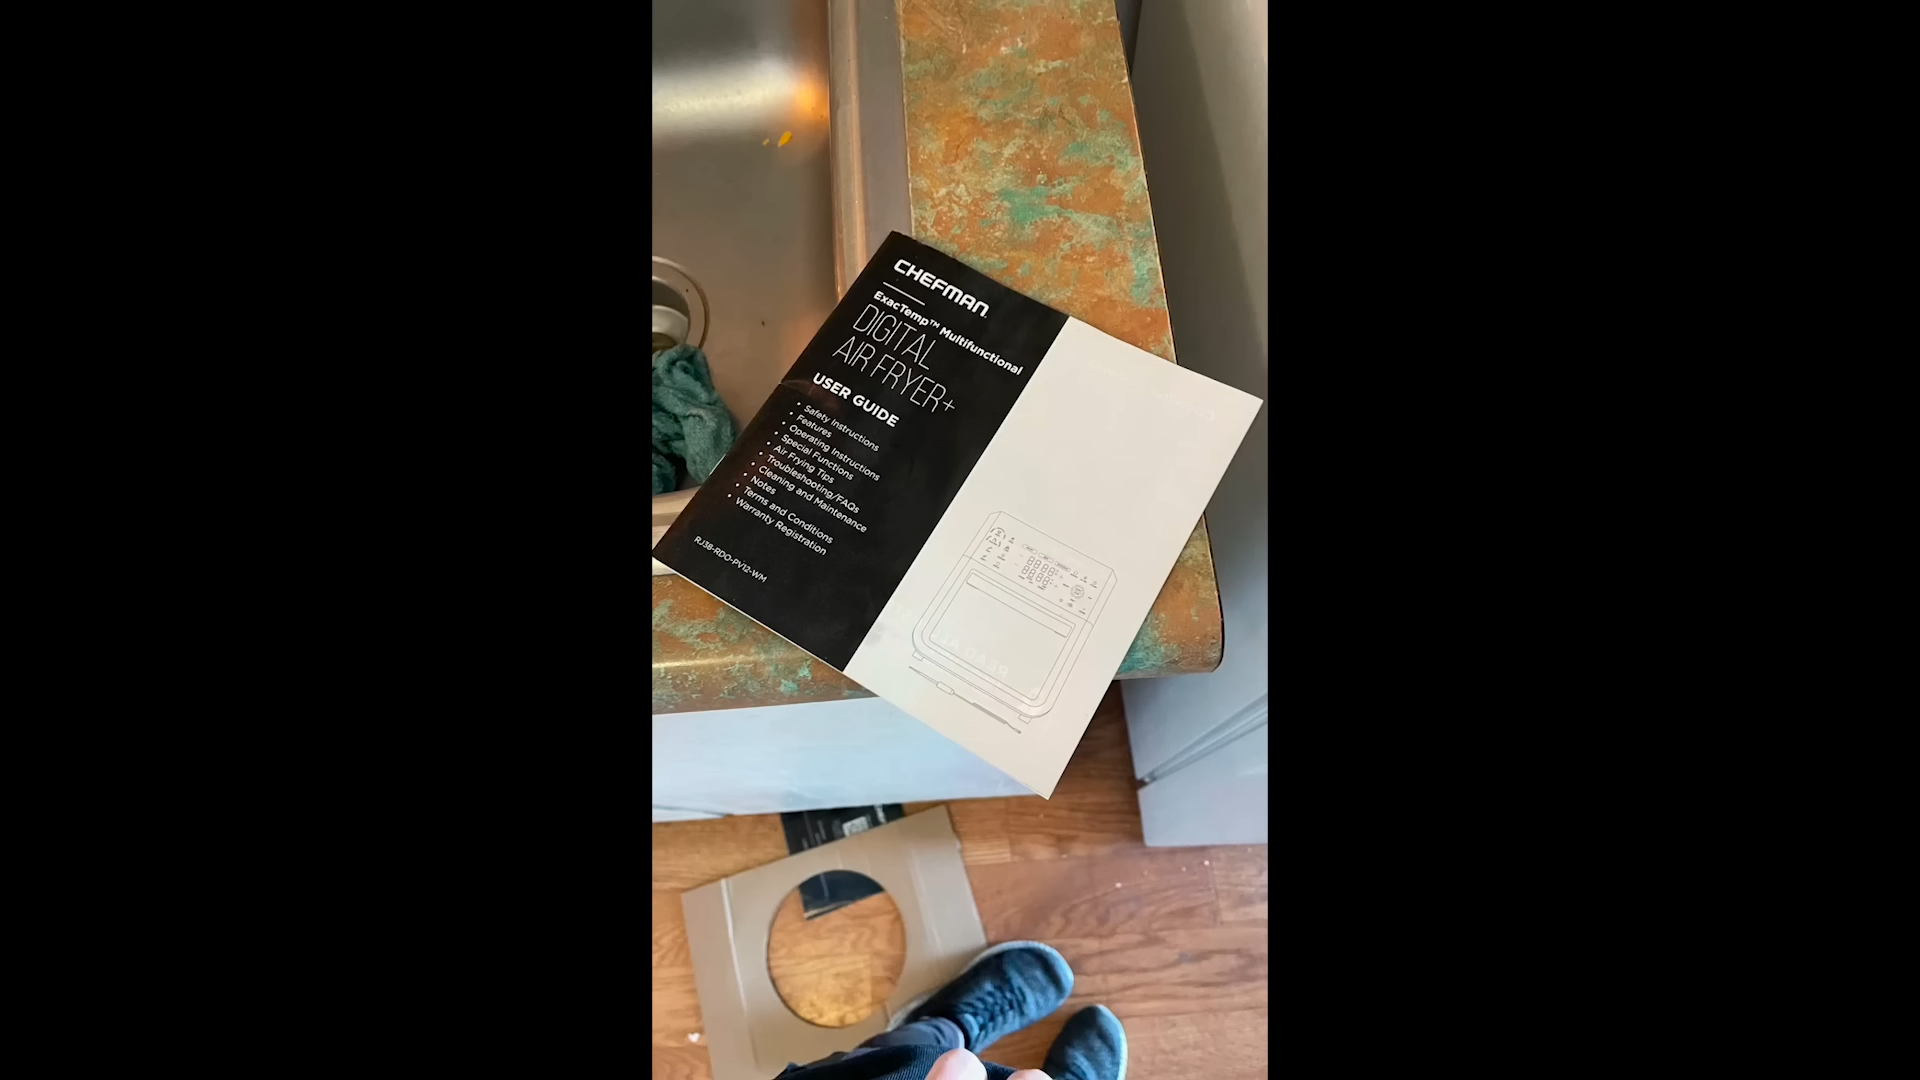 CHEFMAN
ExacTemp™ Multifunctional
DIGITAL
AIR FRYER+
USER GUIDE
• Safety Instructions
• Features
• Operating Instructions
• Special Functions
• Air Frying Tips
• Troubleshooting/FAQs
• Cleaning and Maintenance
• Notes
• Terms and Conditions
• Warranty Registration
RJ38-RDO-PV12-WM